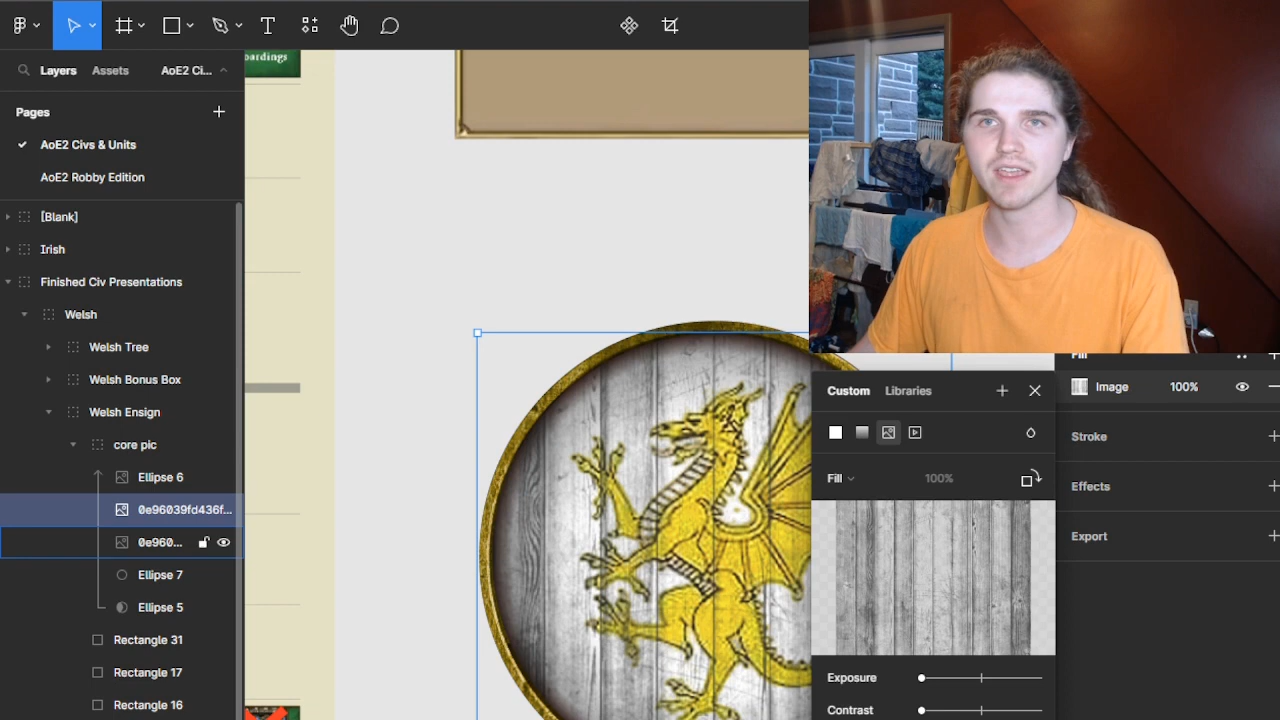 Layers
Assets
AoE2 Ci...
Pages
AoE2 Civs & Units
AoE2 Robby Edition
[Blank]
Irish
Finished Civ Presentations
Welsh
Welsh Tree
Welsh Bonus Box
Welsh Ensign
core pic
Ellipse 6
0e96039fd436f...
0e960...
Ellipse 7
Ellipse 5
Rectangle 31
Rectangle 17
Rectangle 16
oardings
Fill
Image
100%
Custom
Libraries
Fill
100%
Stroke
Effects
Export
Exposure
Contrast